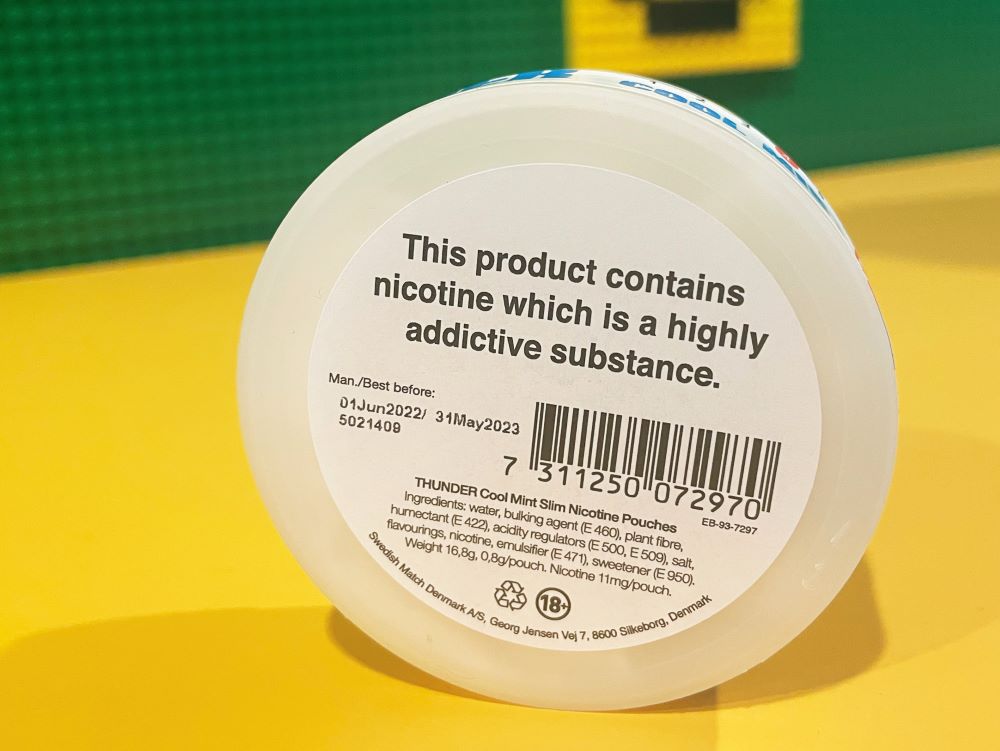 COOL
This product contains
nicotine which is a highly
addictive substance.
Man./Best before:
01Jun2022/ 31May2023
5021409
7 311250 072970
EB-93-7297
THUNDER Cool Mint Slim Nicotine Pouches
Ingredients: water, bulking agent (E 460), plant fibre,
humectant (E 422), acidity regulators (E 500, E 509), salt,
flavourings, nicotine, emulsifier (E 471), sweetener (E 950).
Weight 16,8g, 0,8g/pouch. Nicotine 11mg/pouch.
18+
Swedish Match Denmark A/S, Georg Jensen Vej 7, 8600 Silkeborg, Denmark